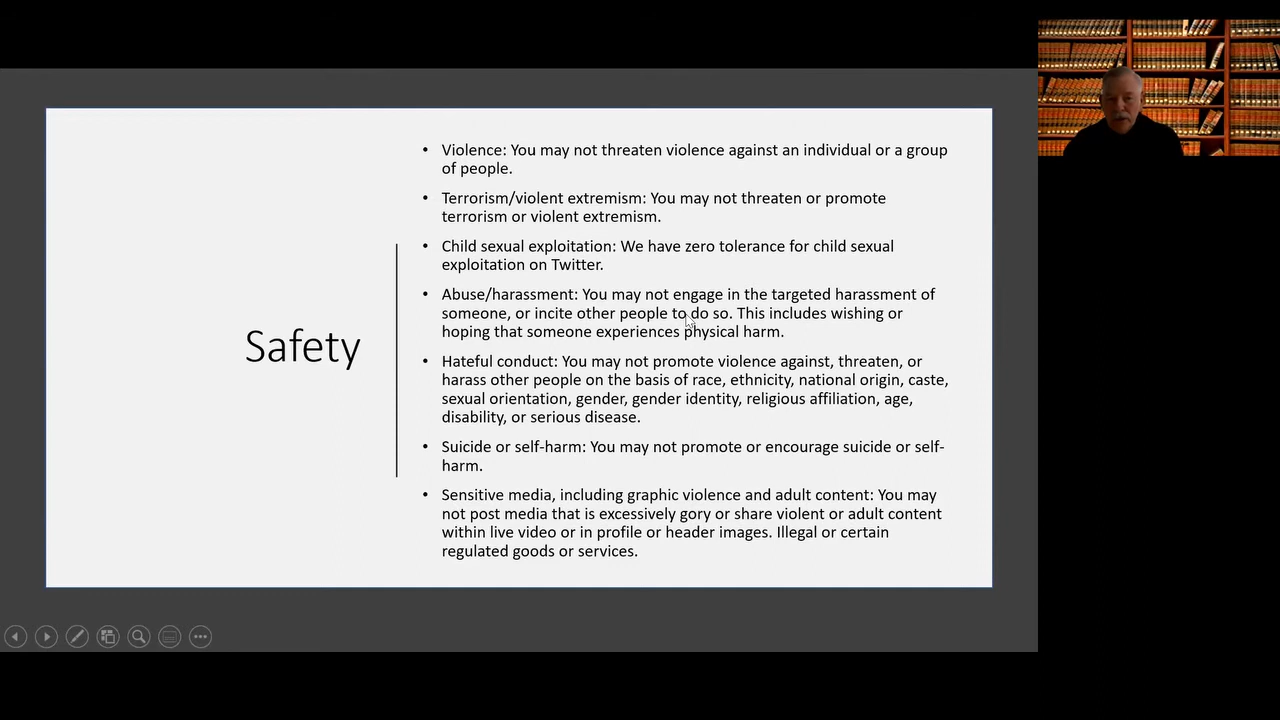 Safety
• Violence: You may not threaten violence against an individual or a group
of people.
• Terrorism/violent extremism: You may not threaten or promote
terrorism or violent extremism.
• Child sexual exploitation: We have zero tolerance for child sexual
exploitation on Twitter.
• Abuse/harassment: You may not engage in the targeted harassment of
someone, or incite other people to do so. This includes wishing or
hoping that someone experiences physical harm.
• Hateful conduct: You may not promote violence against, threaten, or
harass other people on the basis of race, ethnicity, national origin, caste,
sexual orientation, gender, gender identity, religious affiliation, age,
disability, or serious disease.
• Suicide or self-harm: You may not promote or encourage suicide or self-
harm.
• Sensitive media, including graphic violence and adult content: You may
not post media that is excessively gory or share violent or adult content
within live video or in profile or header images. Illegal or certain
regulated goods or services.